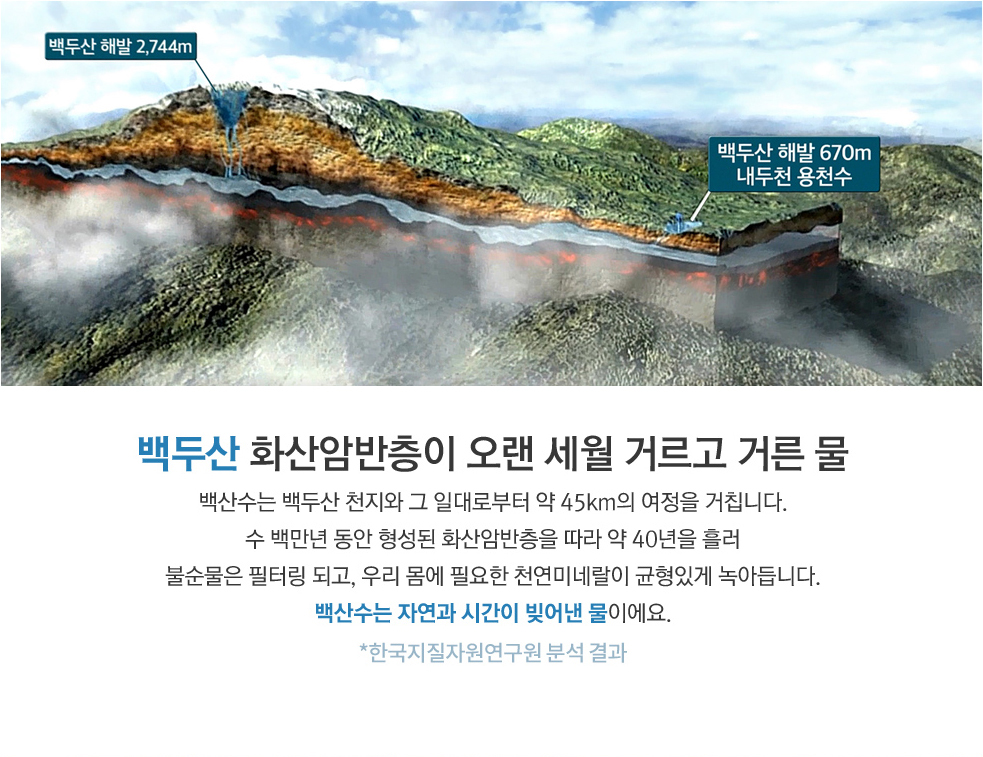 백두산 해발 2,744m
백두산 해발 670m
내두천 용천수
백두산 화산암반층이 오랜 세월 거르고 거른 물
백산수는 백두산 천지와 그 일대로부터 약 45km의 여정을 거칩니다.
수 백만년 동안 형성된 화산암반층을 따라 약 40년을 흘러
불순물은 필터링 되고, 우리 몸에 필요한 천연미네랄이 균형있게 녹아듭니다.
백산수는 자연과 시간이 빚어낸 물이에요.
*한국지질자원연구원 분석 결과